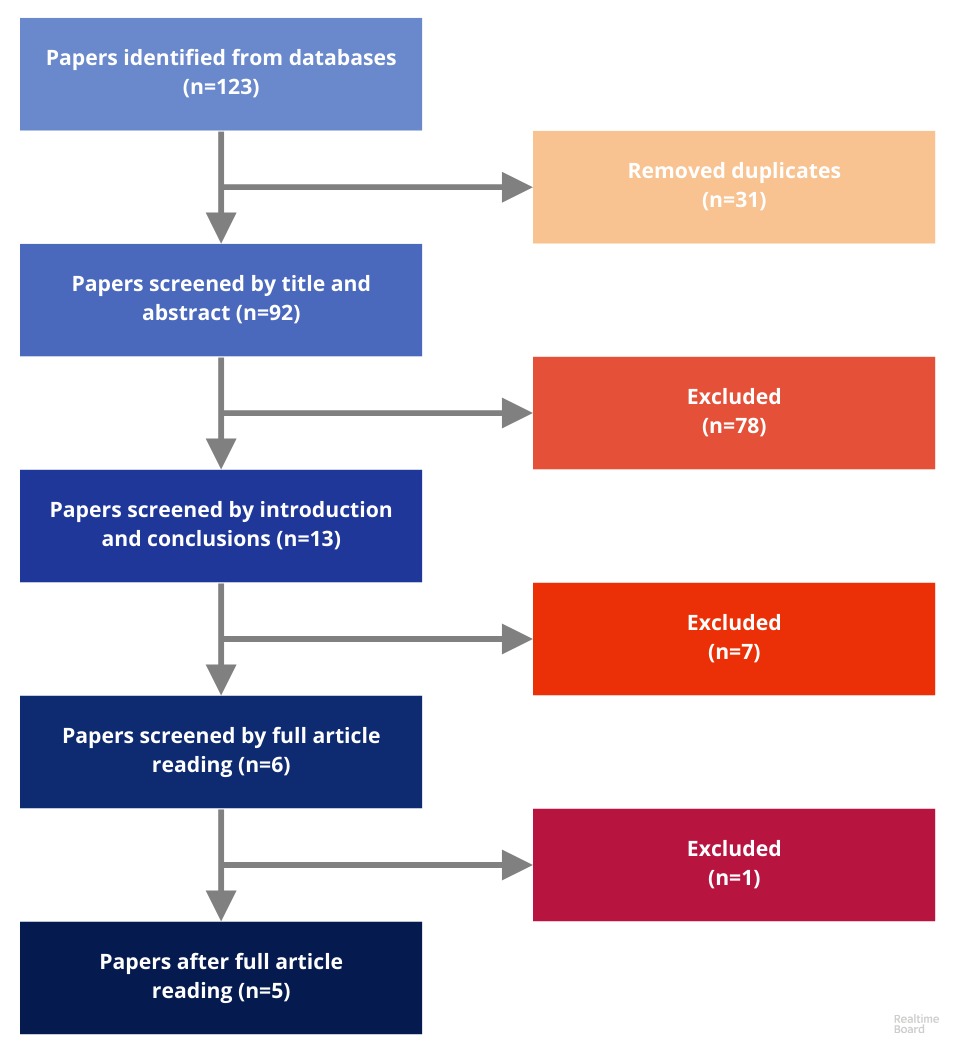 Papers identified from databases
(n=123)
Removed duplicates
(n=31)
Papers screened by title and
abstract (n=92)
Excluded
(n=78)
Papers screened by introduction
and conclusions (n=13)
Excluded
(n=7)
Papers screened by full article
reading (n=6)
Excluded
(n=1)
Papers after full article
reading (n=5)
Realtime
Board